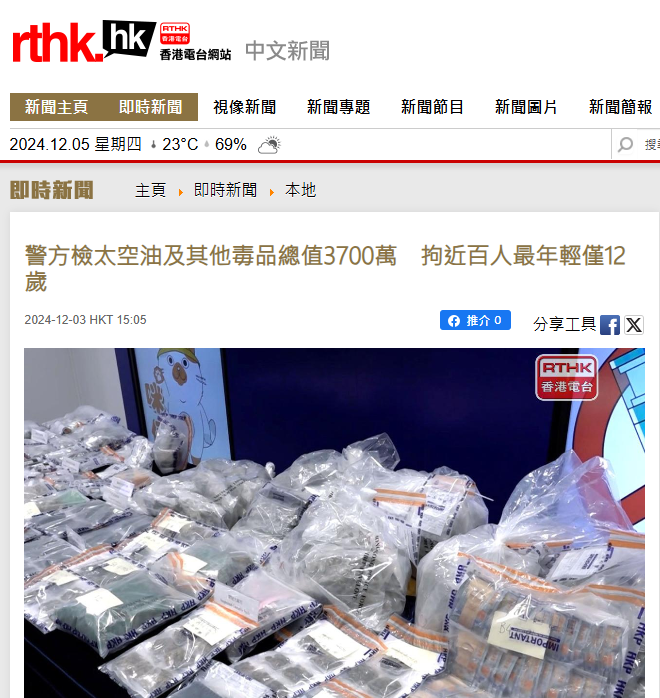 rthk.hk
RTHK
香港電台
香港電台網站
中文新聞
新聞主頁 即時新聞 視像新聞 新聞專題 新聞節目 新聞圖片 新聞簡報
2024.12.05 星期四 23°C 69%
即時新聞 主頁 即時新聞 本地
警方檢太空油及其他毒品總值3700萬 拘近百人最年輕僅12
歲
2024-12-03 HKT 15:05
推介 0
分享工具
RTHK
香港電台
HKP
HKP
HKP
IMPORTANT